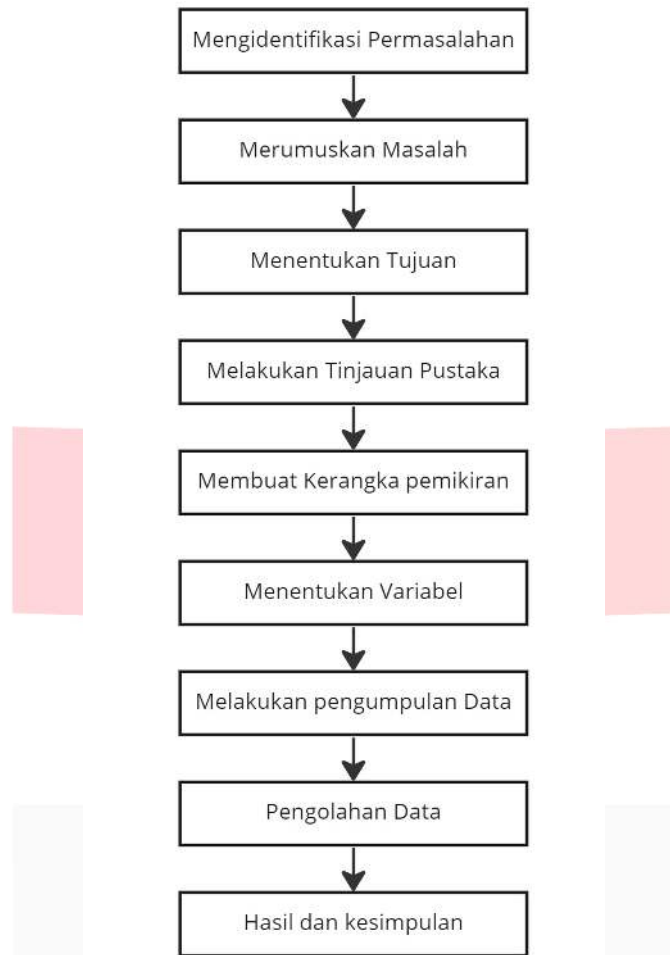 Mengidentifikasi Permasalahan
Merumuskan Masalah
Menentukan Tujuan
Melakukan Tinjauan Pustaka
Membuat Kerangka pemikiran
Menentukan Variabel
Melakukan pengumpulan Data
Pengolahan Data
Hasil dan kesimpulan